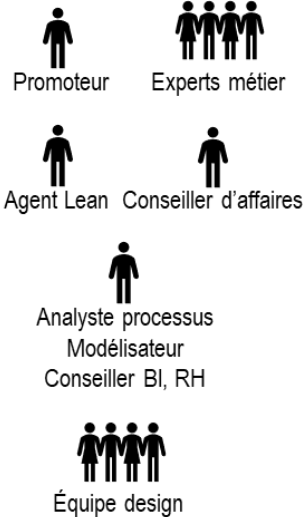 Promoteur
Experts métier
Agent Lean
Conseiller d'affaires
Analyste processus
Modélisateur
Conseiller BI, RH
Équipe design